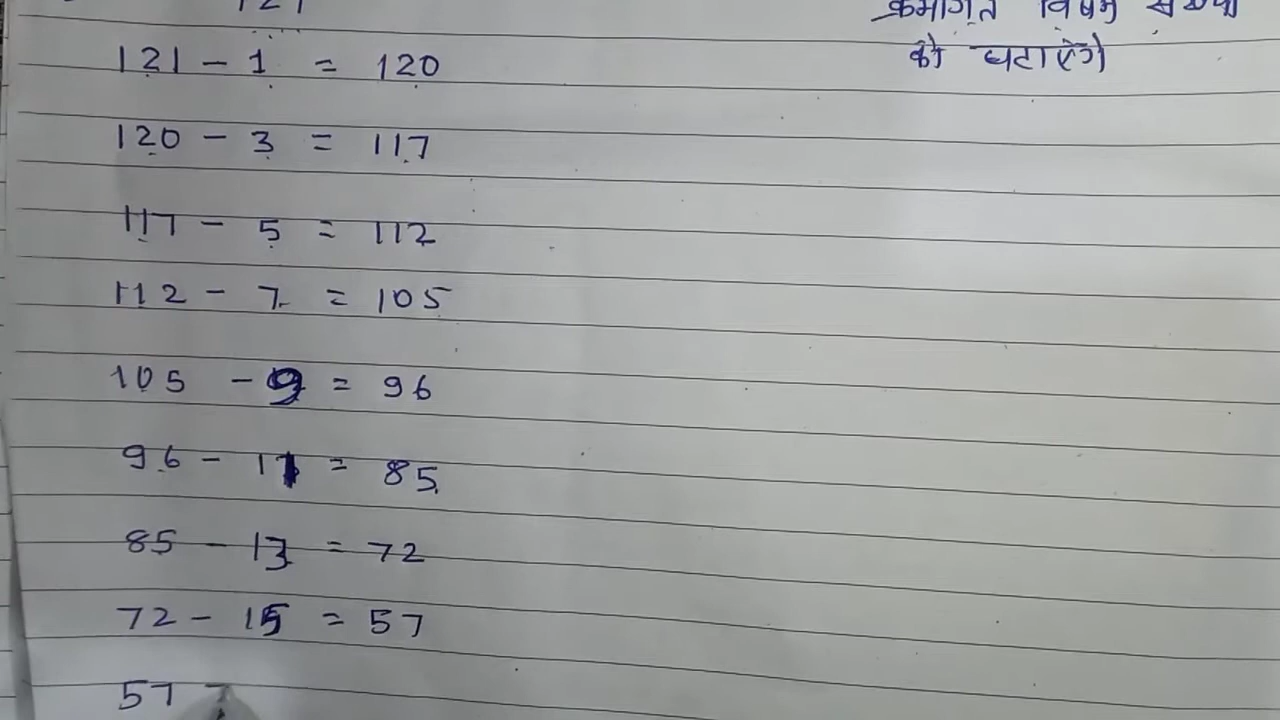 121
क्रमागत विषम संख्या
को घटाएंगे
121 - 1 = 120
120 - 3 = 117
117 - 5 = 112
112 - 7 = 105
105 - 9 = 96
96 - 11 = 85
85 - 13 = 72
72 - 15 = 57
57 -